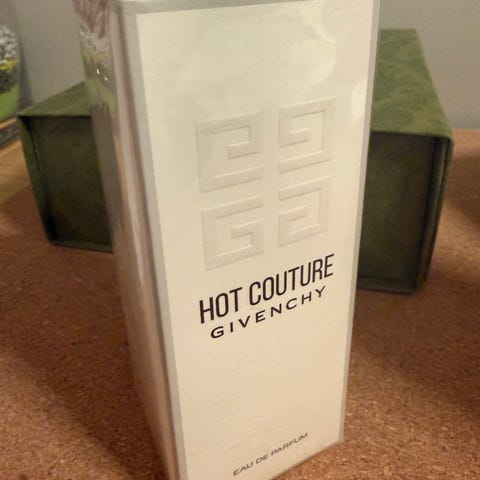 HOT COUTURE
GIVENCHY
EAU DE PARFUM